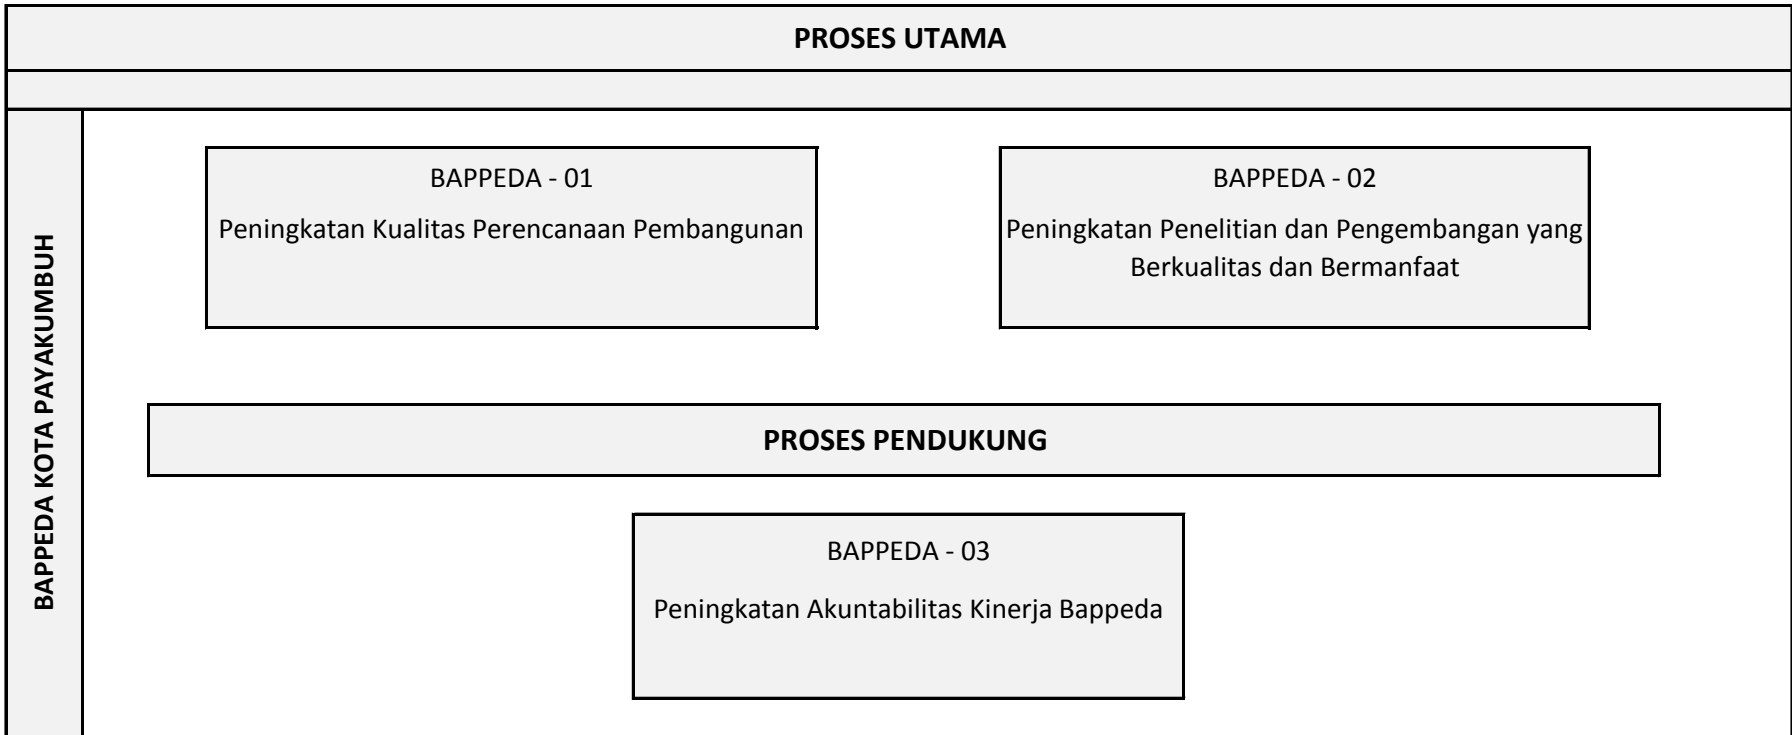 PROSES UTAMA
BAPPEDA KOTA PAYAKUMBUH
BAPPEDA - 01
Peningkatan Kualitas Perencanaan Pembangunan
BAPPEDA - 02
Peningkatan Penelitian dan Pengembangan yang
Berkualitas dan Bermanfaat
PROSES PENDUKUNG
BAPPEDA - 03
Peningkatan Akuntabilitas Kinerja Bappeda